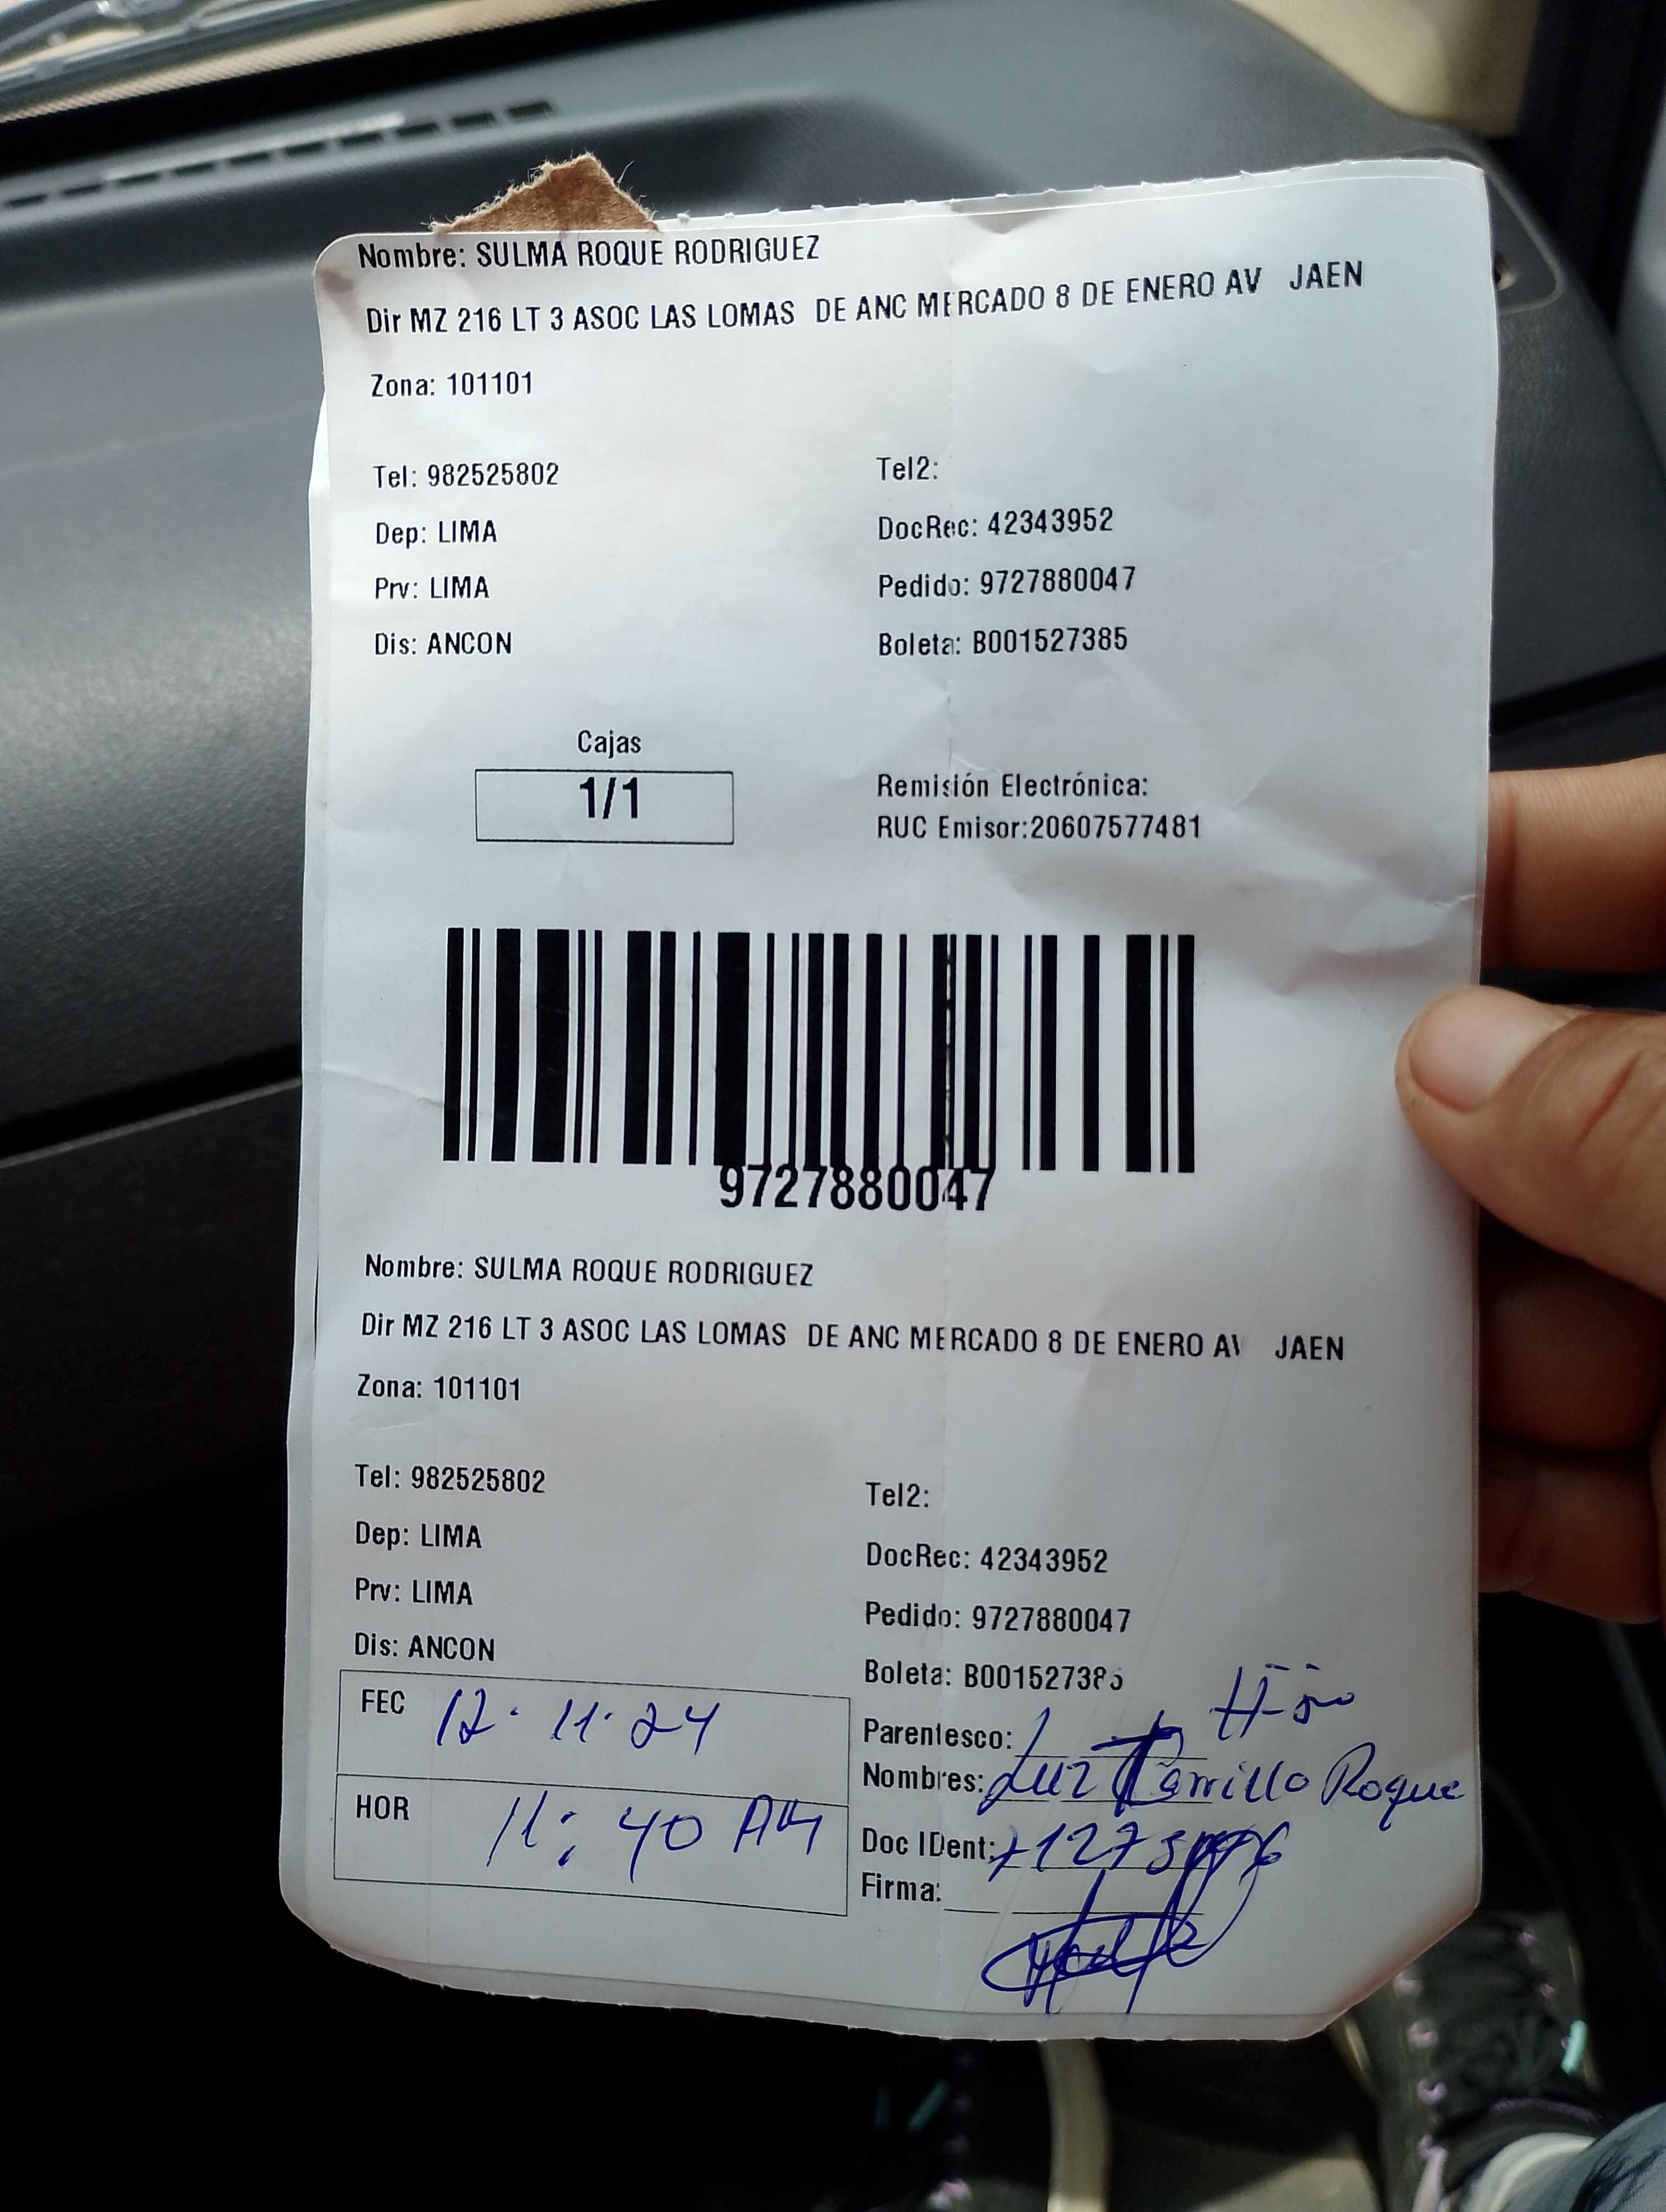 Nombre: SULMA ROQUE RODRIGUEZ
Dir MZ 216 LT 3 ASOC LAS LOMAS DE ANC MERCADO 8 DE ENERO AV JAEN
Zona: 101101
Tel: 982525802 Tel2:
Dep: LIMA DocRec: 42343952
Prv: LIMA Pedido: 9727880047
Dis: ANCON Boleta: B001527385
Cajas
1/1
Remisión Electrónica:
RUC Emisor:20607577481
9727880047
Nombre: SULMA ROQUE RODRIGUEZ
Dir MZ 216 LT 3 ASOC LAS LOMAS DE ANC MERCADO 8 DE ENERO AV JAEN
Zona: 101101
Tel: 982525802 Tel2:
Dep: LIMA DocRec: 42343952
Prv: LIMA Pedido: 9727880047
Dis: ANCON Boleta: B001527385
FEC 12.11.24 Parentesco:
Nombres: Luz Carrillo Roque
HOR 11:40 AM Doc IDent:
Firma: